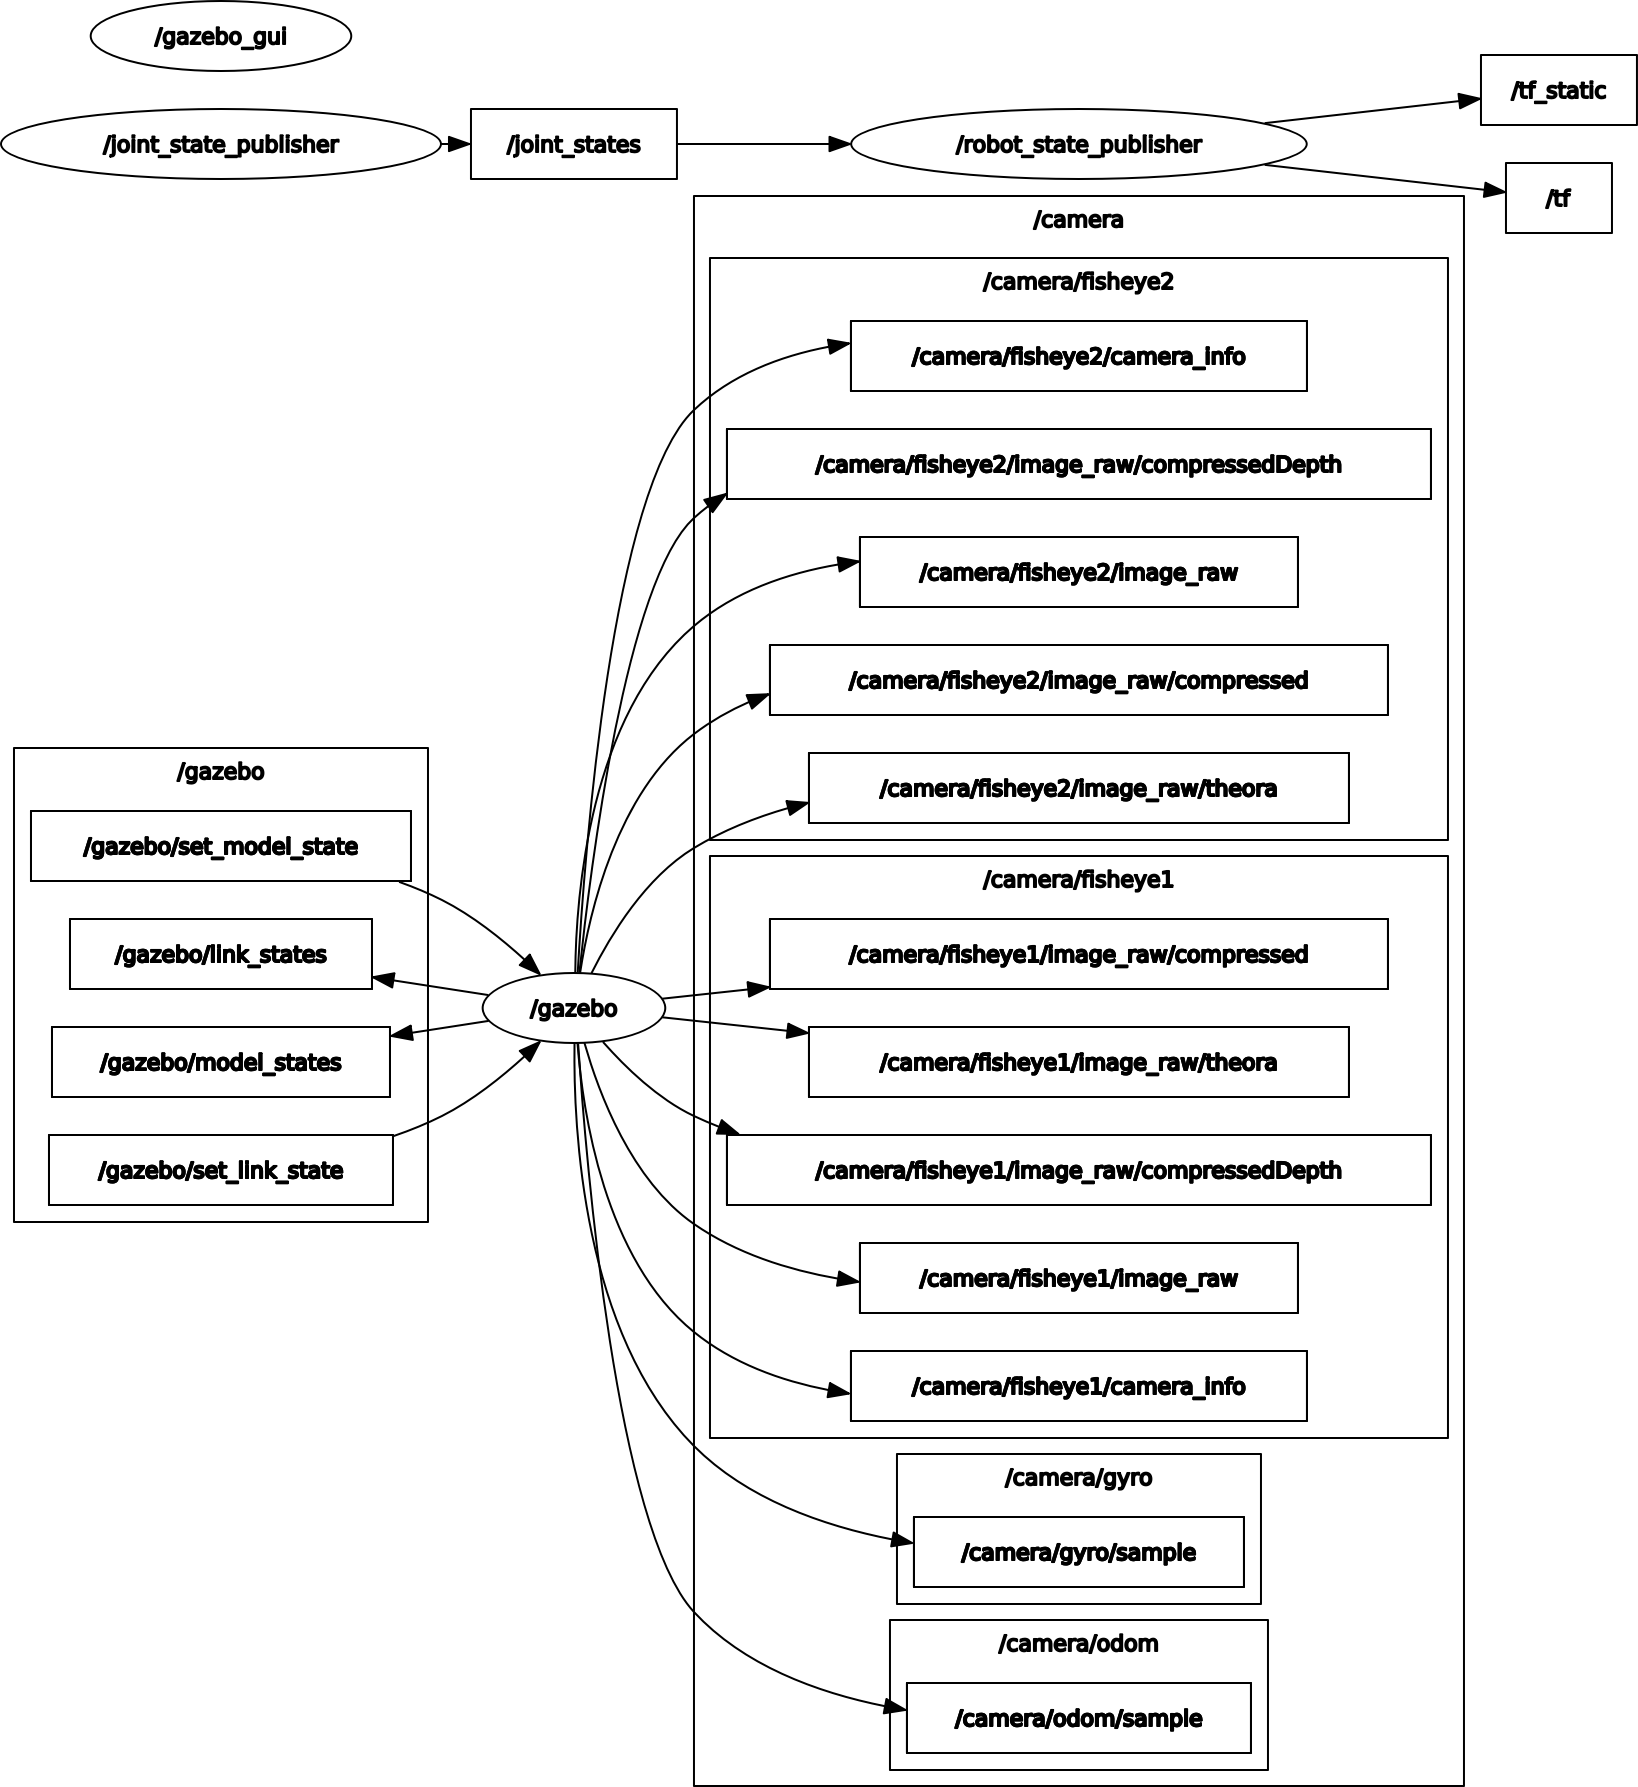 /gazebo_gui
/joint_state_publisher
/joint_states
/robot_state_publisher
/tf_static
/tf
/camera
/camera/fisheye2
/camera/fisheye2/camera_info
/camera/fisheye2/image_raw/compressedDepth
/camera/fisheye2/image_raw
/camera/fisheye2/image_raw/compressed
/camera/fisheye2/image_raw/theora
/gazebo
/gazebo/set_model_state
/gazebo/link_states
/gazebo/model_states
/gazebo/set_link_state
/gazebo
/camera/fisheye1
/camera/fisheye1/image_raw/compressed
/camera/fisheye1/image_raw/theora
/camera/fisheye1/image_raw/compressedDepth
/camera/fisheye1/image_raw
/camera/fisheye1/camera_info
/camera/gyro
/camera/gyro/sample
/camera/odom
/camera/odom/sample